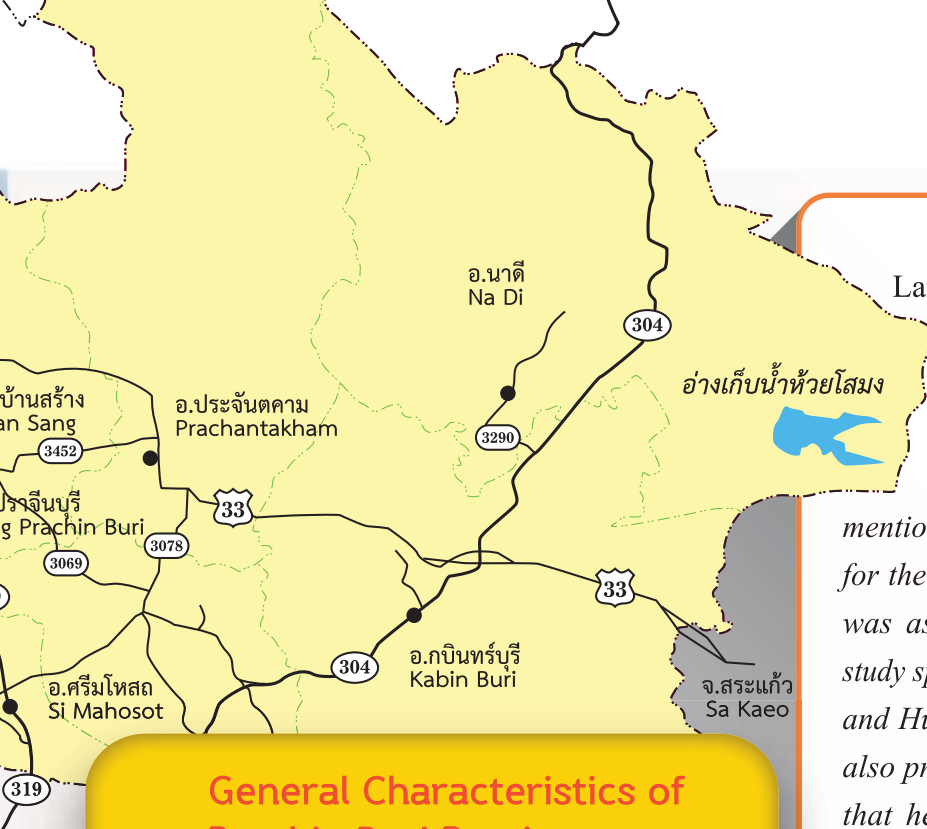 อ.นาดี
Na Di
304
อ่างเก็บน้ำห้วยโสมง
บ้านสร้าง
an Sang
อ.ประจันตคาม
Prachantakham
3452
3290
ปราจีนบุรี
g Prachin Buri
33
3078
3069
33
อ.กบินทร์บุรี
Kabin Buri
304
อ.ศรีมโหสถ
Si Mahosot
จ.สระแก้ว
Sa Kaeo
319
General Characteristics of
La
mentio
for the
was as
study sp
and Hu
also pr
that he